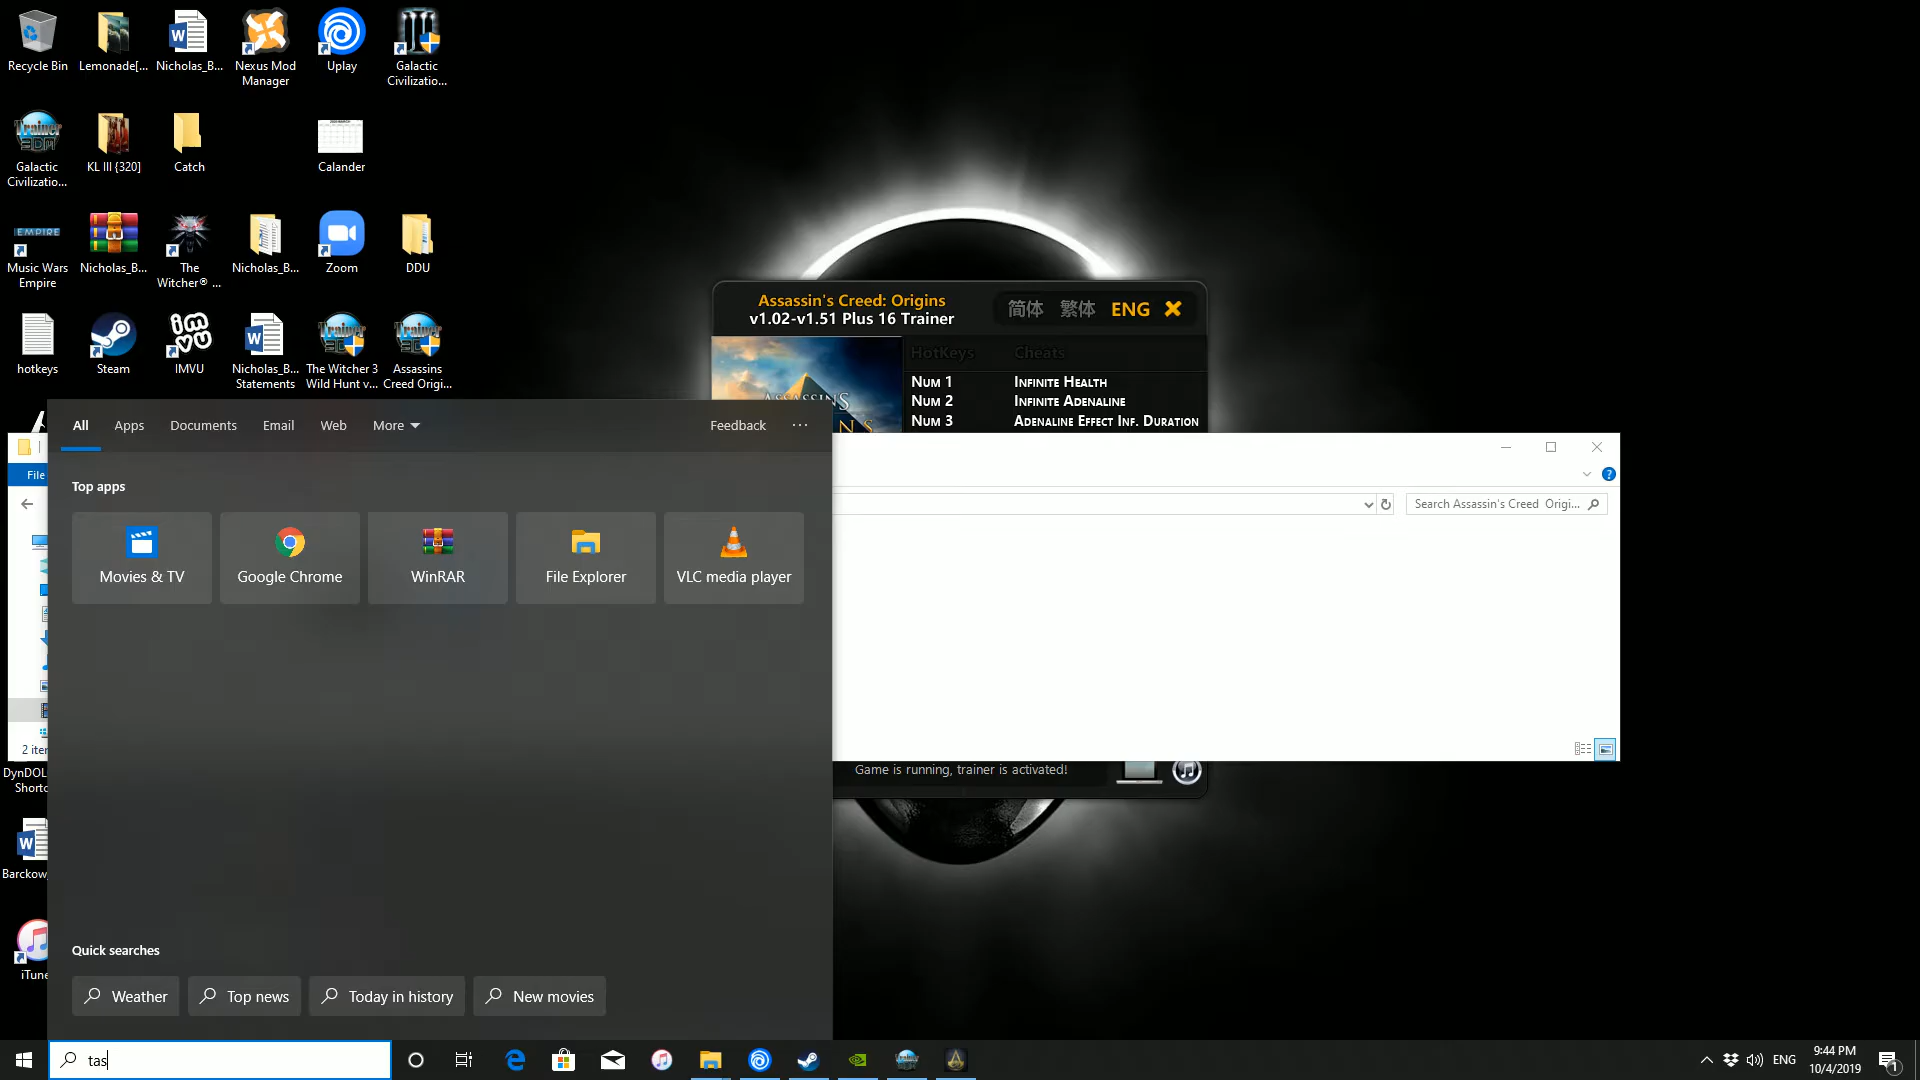 Recycle Bin
Lemonade[...
Nicholas_B...
Nexus Mod
Manager
Uplay
Galactic
Civilizatio...
Galactic
Civilizatio...
KL III {320]
Catch
Calander
EMPIRE
Music Wars
Empire
Nicholas_B...
The
Witcher® ...
Nicholas_B...
Zoom
DDU
hotkeys
Steam
IMVU
Nicholas_B...
Statements
The Witcher 3
Wild Hunt v...
Assassins
Creed Origi...
Assassin's Creed: Origins
v1.02-v1.51 Plus 16 Trainer
简体 繁体 ENG
HotKeys Cheats
Num 1 Infinite Health
Num 2 Infinite Adenaline
Num 3 Adenaline Effect Inf. Duration
All Apps Documents Email Web More Feedback ...
File
Search Assassin's Creed Origi...
Top apps
Movies & TV
Google Chrome
WinRAR
File Explorer
VLC media player
2 iter
DynDOL
Shortc
Game is running, trainer is activated!
Barckow
iTune
Quick searches
Weather
Top news
Today in history
New movies
tas
ENG
9:44 PM
10/4/2019
1